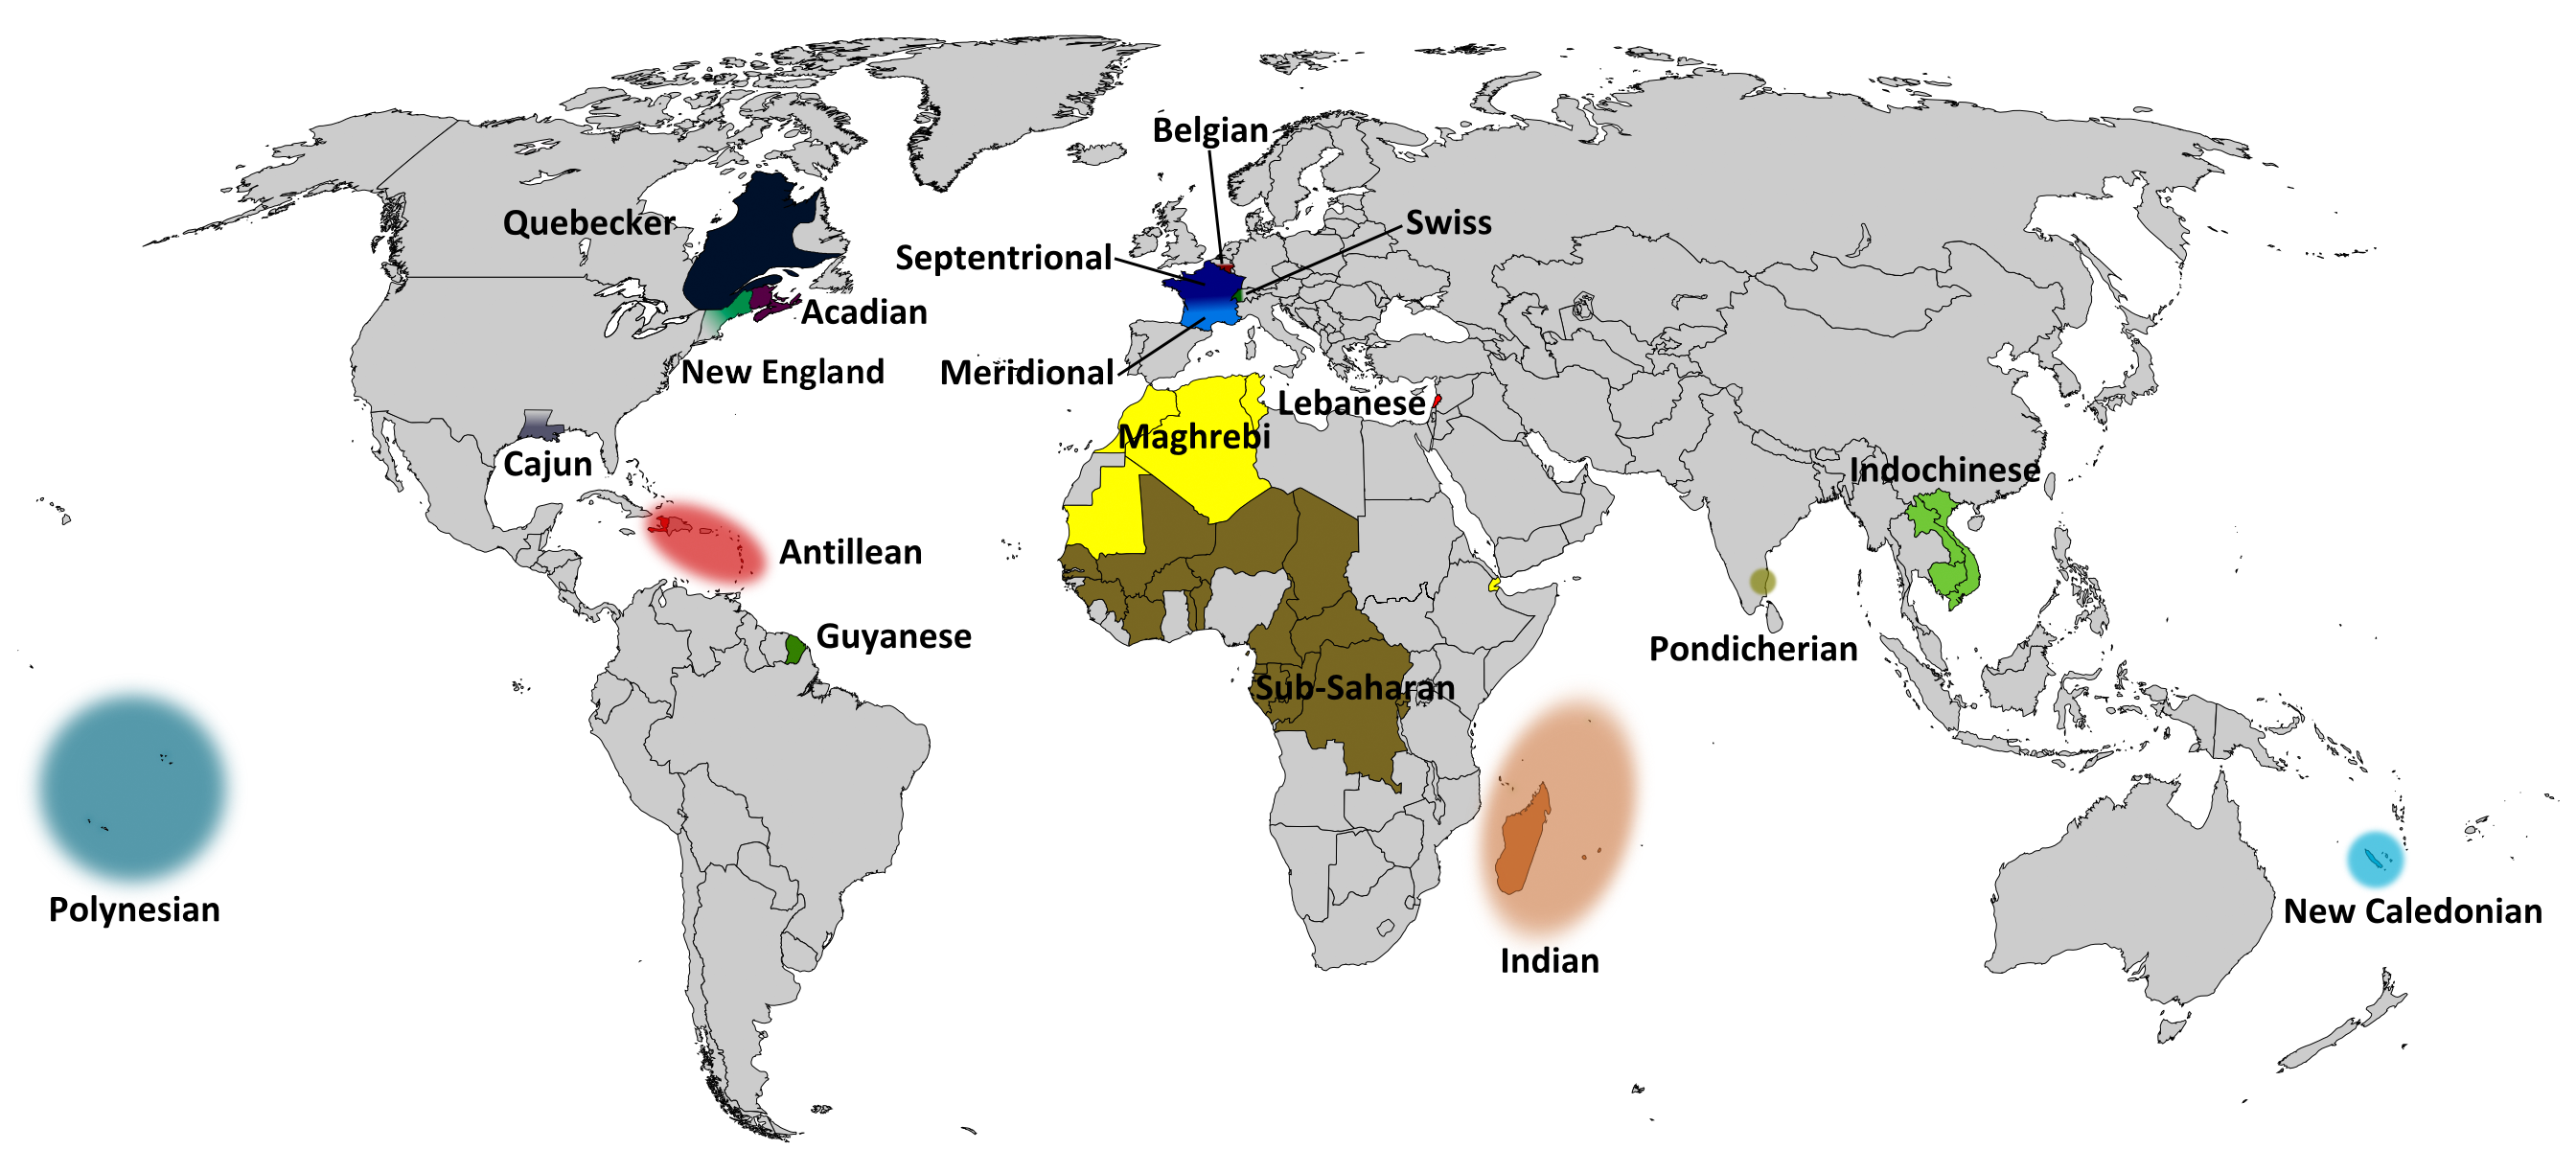 Belgian
Quebecker
Swiss
Septentrional
Acadian
New England
Meridional
Lebanese
Maghrebi
Cajun
Indochinese
Antillean
Guyanese
Pondicherian
Sub-Saharan
Polynesian
New Caledonian
Indian